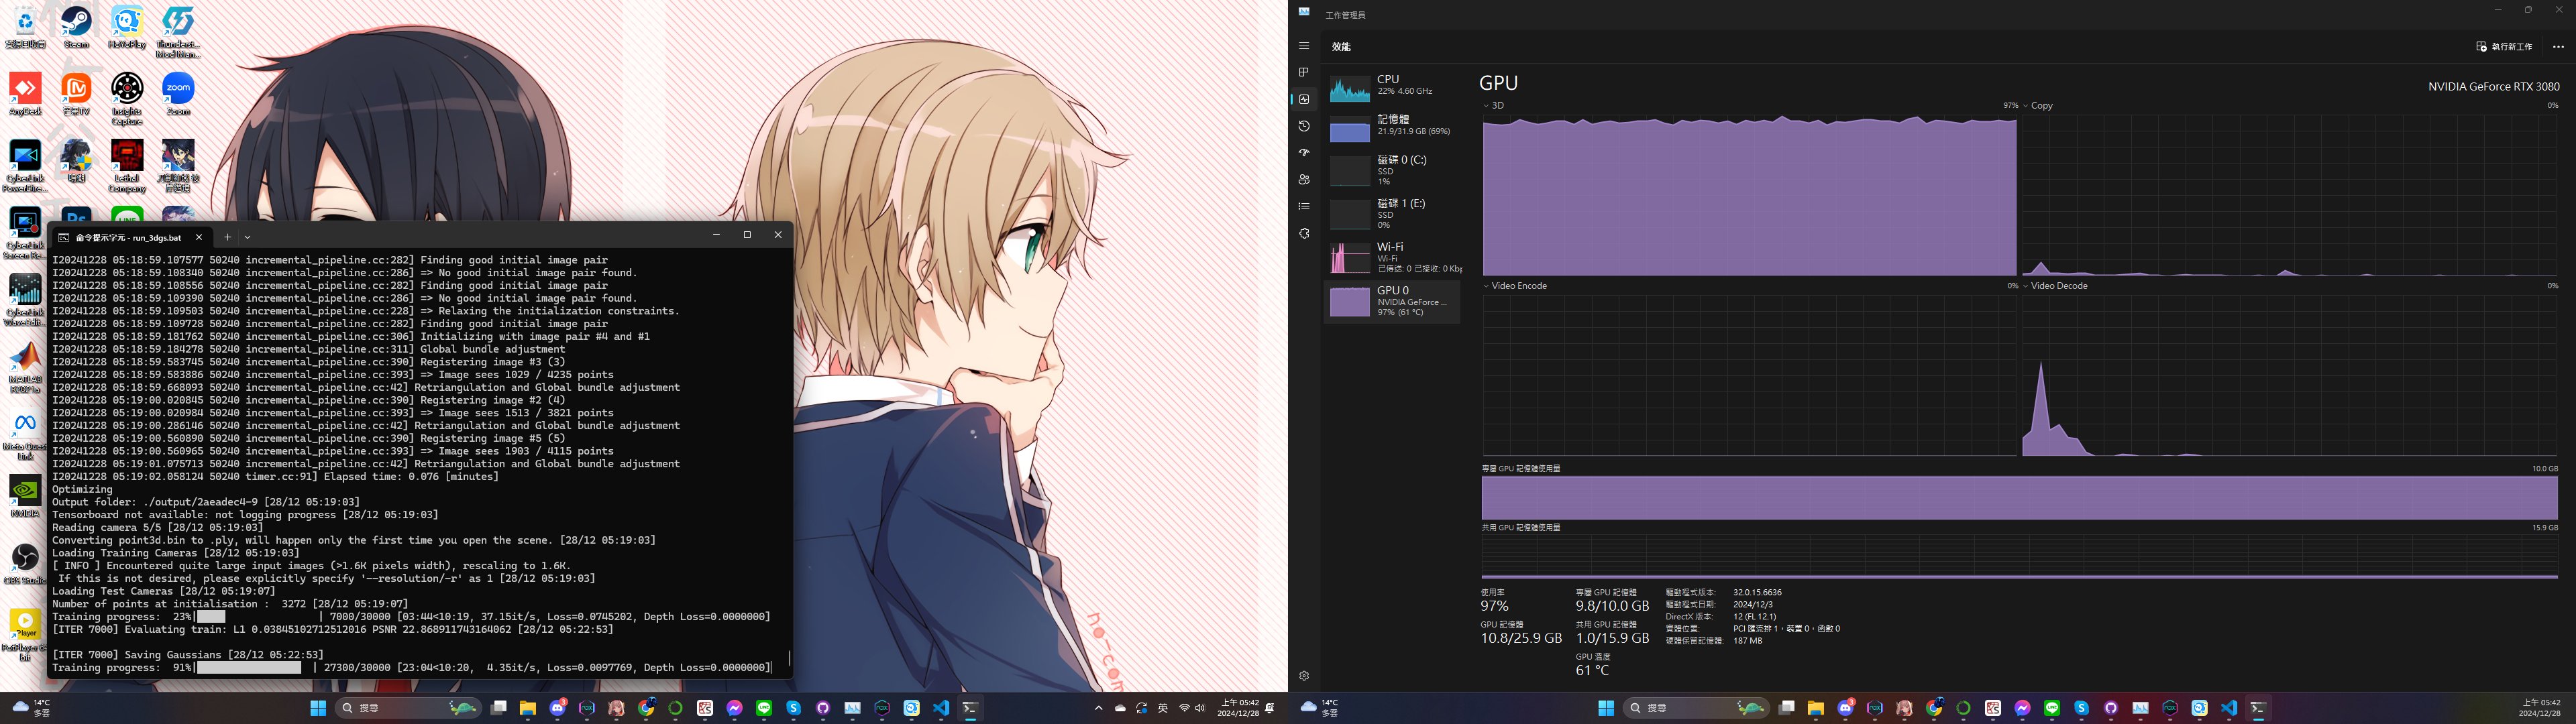 Steam
HoYoPlay
Thunderst...
Mod Man...
AnyDesk
Insights
Capture
Zoom
zoom
CyberLink
PowerDire...
Lethal
Company
CyberLink
Screen Re...
CyberLink
WaveEdit...
MATLAB
Meta Quest
Link
NVIDIA
OBS Studio
Player
bit
命令提示字元 - run_3dgs.bat
I20241228 05:18:59.107577 50240 incremental_pipeline.cc:282] Finding good initial image pair
I20241228 05:18:59.108340 50240 incremental_pipeline.cc:286] => No good initial image pair found.
I20241228 05:18:59.108556 50240 incremental_pipeline.cc:282] Finding good initial image pair
I20241228 05:18:59.109390 50240 incremental_pipeline.cc:286] => No good initial image pair found.
I20241228 05:18:59.109503 50240 incremental_pipeline.cc:228] => Relaxing the initialization constraints.
I20241228 05:18:59.109728 50240 incremental_pipeline.cc:282] Finding good initial image pair
I20241228 05:18:59.181762 50240 incremental_pipeline.cc:306] Initializing with image pair #4 and #1
I20241228 05:18:59.184278 50240 incremental_pipeline.cc:311] Global bundle adjustment
I20241228 05:18:59.583745 50240 incremental_pipeline.cc:390] Registering image #3 (3)
I20241228 05:18:59.583886 50240 incremental_pipeline.cc:393] => Image sees 1029 / 4235 points
I20241228 05:18:59.668093 50240 incremental_pipeline.cc:42] Retriangulation and Global bundle adjustment
I20241228 05:19:00.020845 50240 incremental_pipeline.cc:390] Registering image #2 (4)
I20241228 05:19:00.020984 50240 incremental_pipeline.cc:393] => Image sees 1513 / 3821 points
I20241228 05:19:00.286146 50240 incremental_pipeline.cc:42] Retriangulation and Global bundle adjustment
I20241228 05:19:00.560890 50240 incremental_pipeline.cc:390] Registering image #5 (5)
I20241228 05:19:00.560965 50240 incremental_pipeline.cc:393] => Image sees 1903 / 4115 points
I20241228 05:19:01.075713 50240 incremental_pipeline.cc:42] Retriangulation and Global bundle adjustment
I20241228 05:19:02.058124 50240 timer.cc:91] Elapsed time: 0.076 [minutes]
Optimizing
Output folder: ./output/2aeadec4-9 [28/12 05:19:03]
Tensorboard not available: not logging progress [28/12 05:19:03]
Reading camera 5/5 [28/12 05:19:03]
Converting point3d.bin to .ply, will happen only the first time you open the scene. [28/12 05:19:03]
Loading Training Cameras [28/12 05:19:03]
[ INFO ] Encountered quite large input images (>1.6K pixels width), rescaling to 1.6K.
If this is not desired, please explicitly specify '--resolution/-r' as 1 [28/12 05:19:03]
Loading Test Cameras [28/12 05:19:07]
Number of points at initialisation :  3272 [28/12 05:19:07]
Training progress:  23%| | 7000/30000 [03:44<10:19, 37.15it/s, Loss=0.0745202, Depth Loss=0.0000000]
[ITER 7000] Evaluating train: L1 0.03845102712512016 PSNR 22.868911743164062 [28/12 05:22:53]
[ITER 7000] Saving Gaussians [28/12 05:22:53]
Training progress:  91%| | 27300/30000 [23:04<10:20,  4.35it/s, Loss=0.0097769, Depth Loss=0.0000000]
ho-com
14°C
多雲
搜尋
英
上午 05:42
2024/12/28
工作管理員
效能
執行新工作
CPU
22% 4.60 GHz
記憶體
21.9/31.9 GB (69%)
磁碟 0 (C:)
SSD
1%
磁碟 1 (E:)
SSD
0%
Wi-Fi
Wi-Fi
已傳送: 0 已接收: 0 Kbp
GPU 0
NVIDIA GeForce ...
97% (61 °C)
GPU
NVIDIA GeForce RTX 3080
3D 97%
Copy 0%
Video Encode 0%
Video Decode 0%
專屬 GPU 記憶體使用量 10.0 GB
共用 GPU 記憶體使用量 15.9 GB
使用率
97%
GPU 記憶體
10.8/25.9 GB
專屬 GPU 記憶體
9.8/10.0 GB
共用 GPU 記憶體
1.0/15.9 GB
GPU 溫度
61 °C
驅動程式版本: 32.0.15.6636
驅動程式日期: 2024/12/3
DirectX 版本: 12 (FL 12.1)
實體位置: PCI 匯流排 1，裝置 0，函數 0
硬體保留記憶體: 187 MB
14°C
多雲
搜尋
上午 05:42
2024/12/28